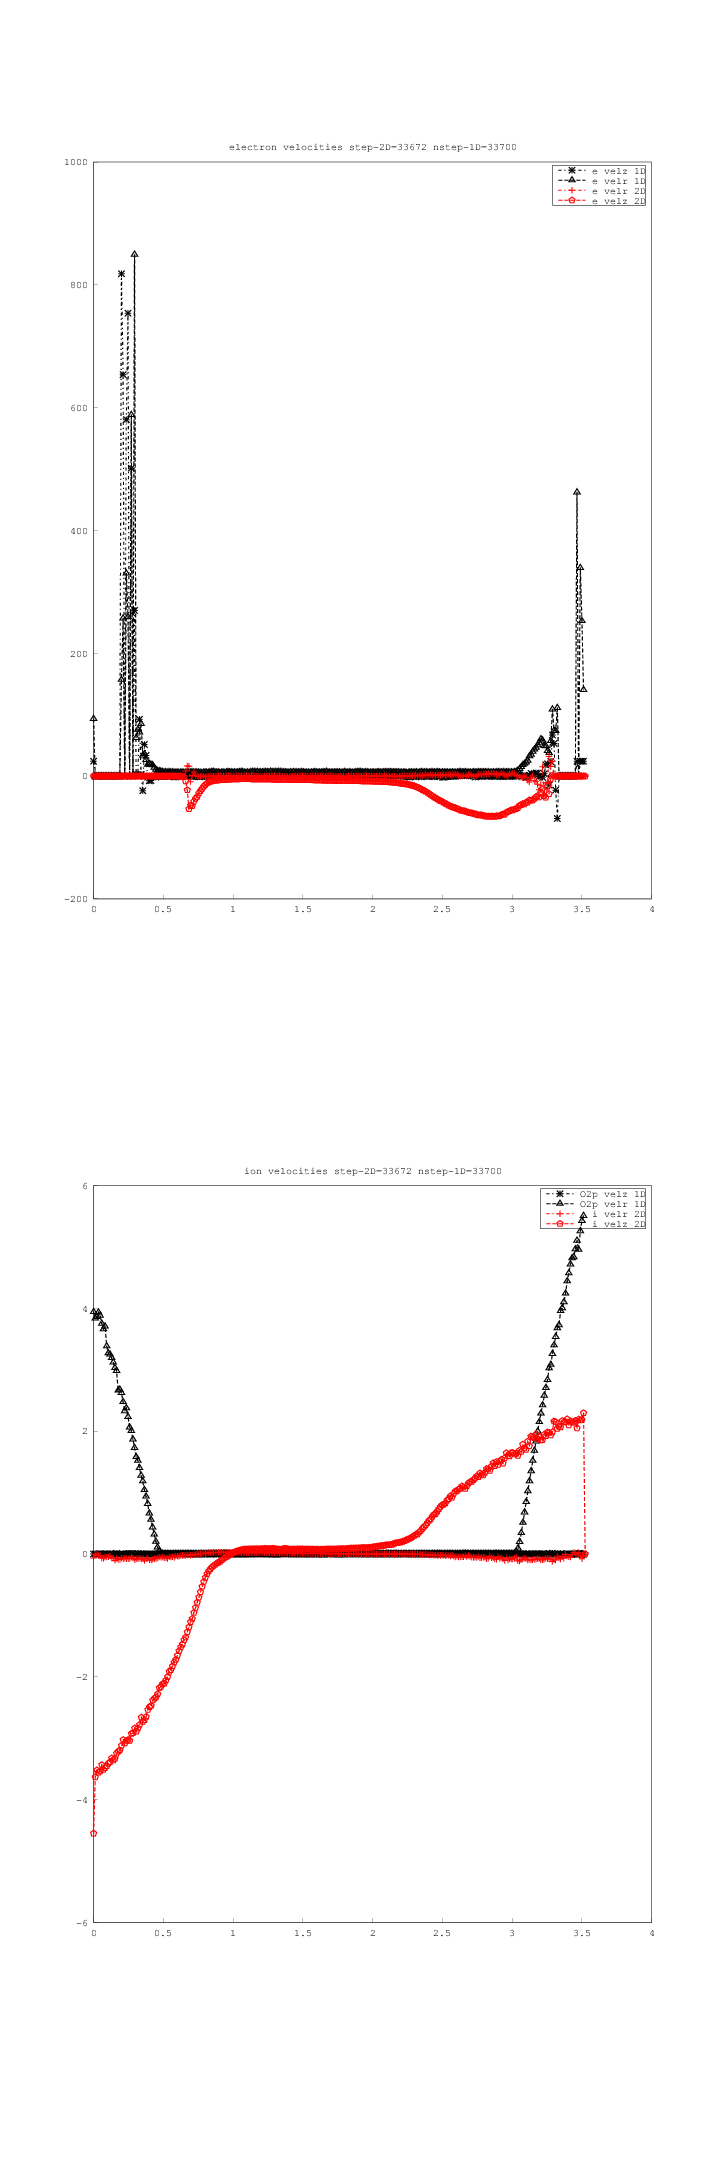 electron velocities step-2D=33672 nstep-1D=33700
1000
e velz 1D
e velr 1D
e velr 2D
e velz 2D
800
600
400
200
0
-200
0 0.5 1 1.5 2 2.5 3 3.5 4
ion velocities step-2D=33672 nstep-1D=33700
6
O2p velz 1D
O2p velr 1D
i velr 2D
i velz 2D
4
2
0
-2
-4
-6
0 0.5 1 1.5 2 2.5 3 3.5 4